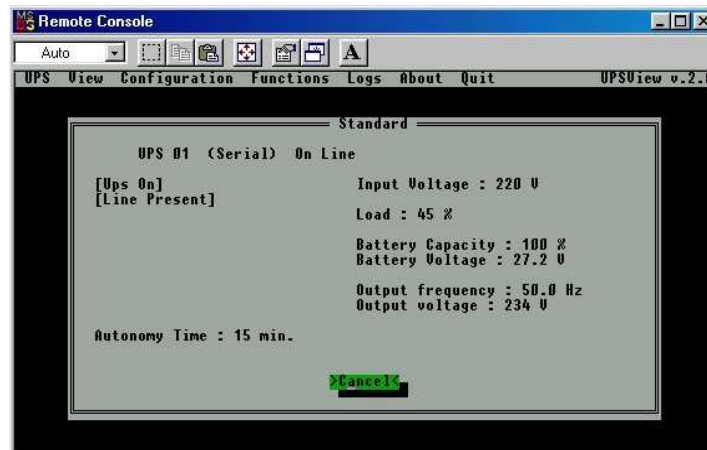 Remote Console
Auto
A
UPS View Configuration Functions Logs About Quit UPSView v.2.
Standard
UPS 01 (Serial) On Line
[Ups On] Input Voltage : 220 V
[Line Present]
Load : 45 %
Battery Capacity : 100 %
Battery Voltage : 27.2 V
Output frequency : 50.0 Hz
Output voltage : 234 V
Autonomy Time : 15 min.
>Cancel<